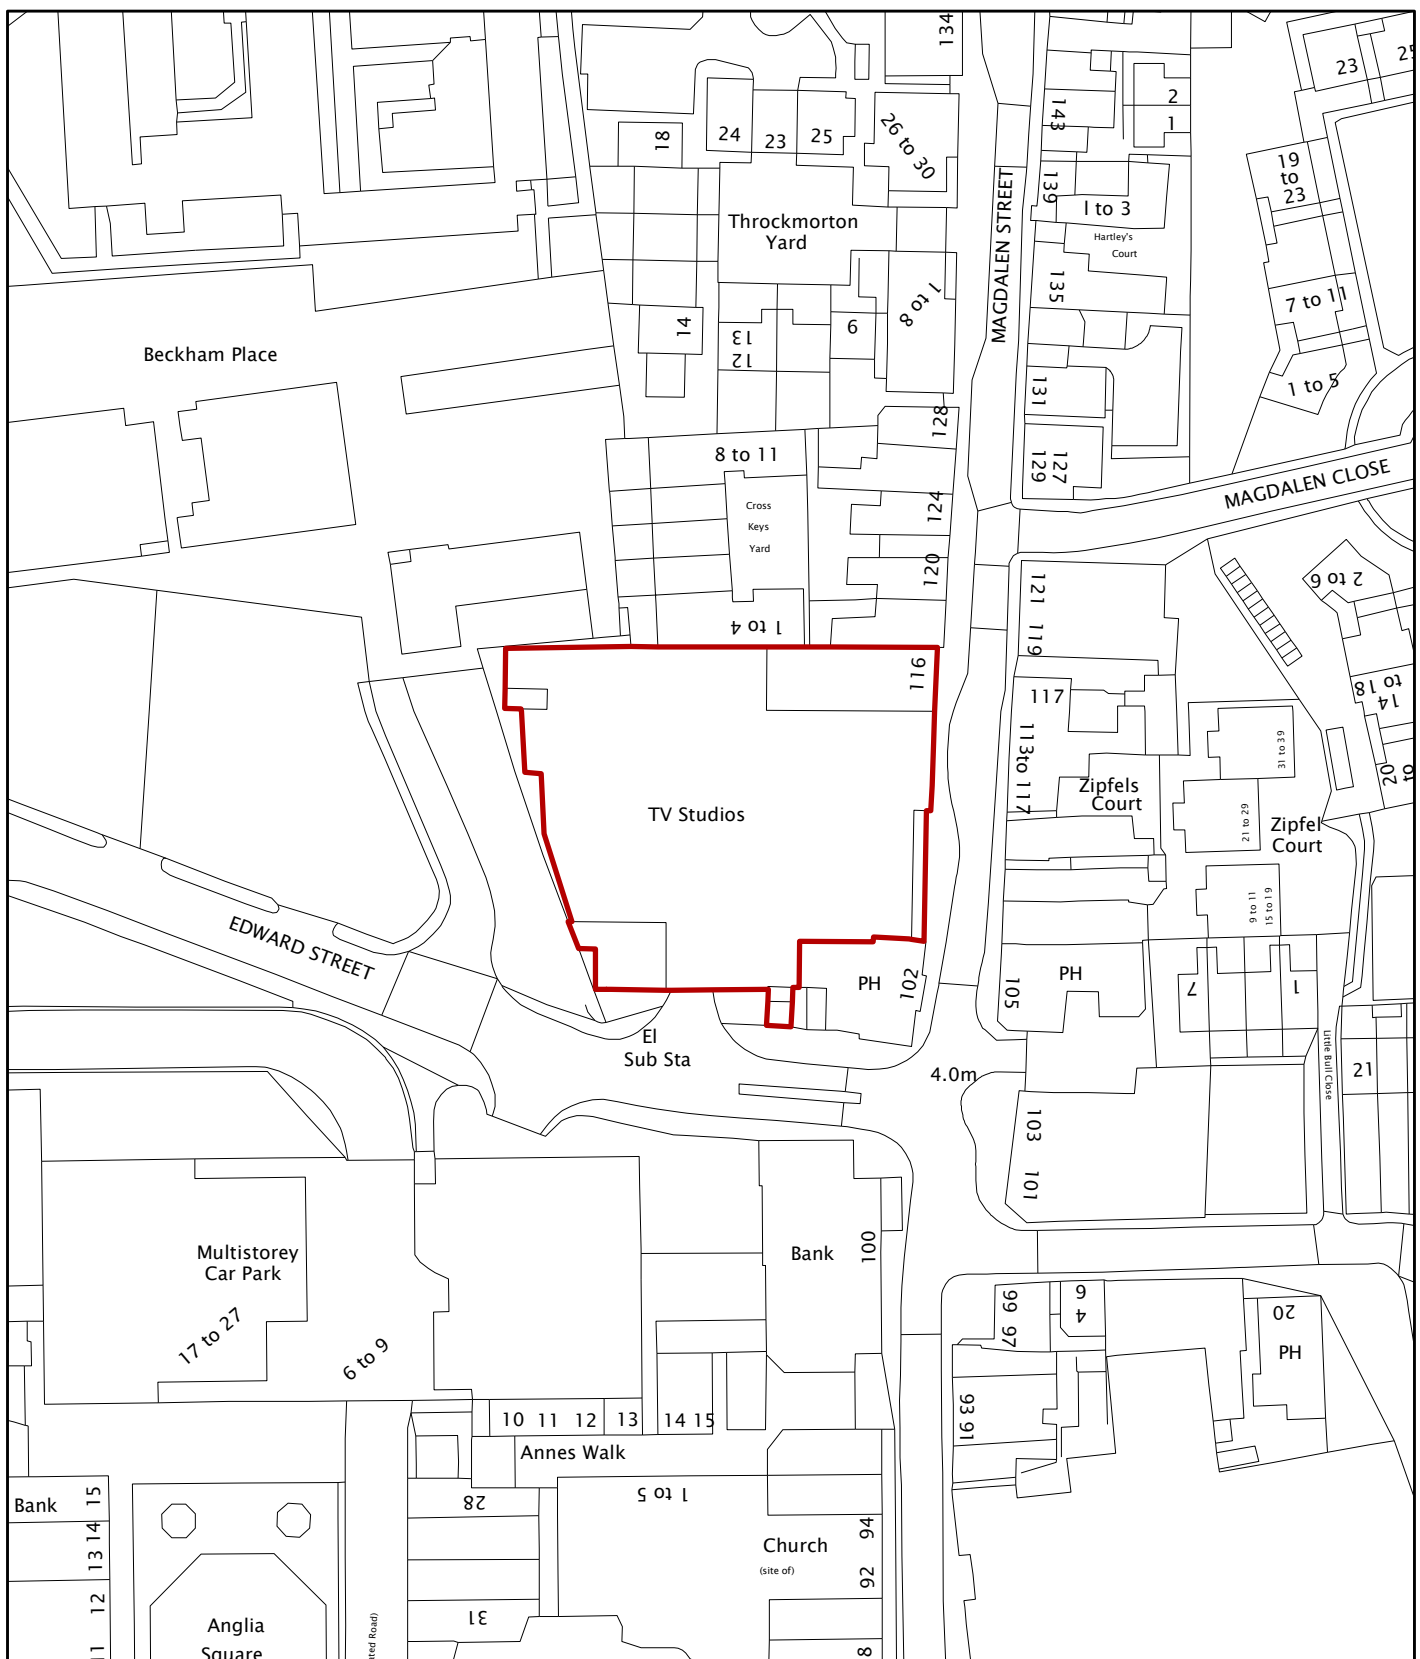 134
23
25
2
1
143
18
24
23
25
26 to 30
19
to
23
139
1 to 3
MAGDALEN STREET
Throckmorton
Yard
Hartley's
Court
135
7 to 11
1 to 8
14
13
12
6
Beckham Place
131
1 to 5
128
8 to 11
127
129
MAGDALEN CLOSE
Cross
Keys
Yard
124
120
121
119
2 to 6
1 to 4
116
117
14
to 18
113to 117
31 to 39
20
to
Zipfels
Court
TV Studios
21 to 29
Zipfel
Court
9 to 11
15 to 19
EDWARD STREET
PH
102
PH
105
7
1
El
Sub Sta
4.0m
Little Bull Close
21
103
101
Multistorey
Car Park
Bank
100
17 to 27
6 to 9
99
97
6
4
20
PH
10
11
12
13
14
15
93
91
Annes Walk
Bank
15
14
13
12
11
28
1 to 5
94
Church
(site of)
92
31
Anglia
Square
ated Road)
8